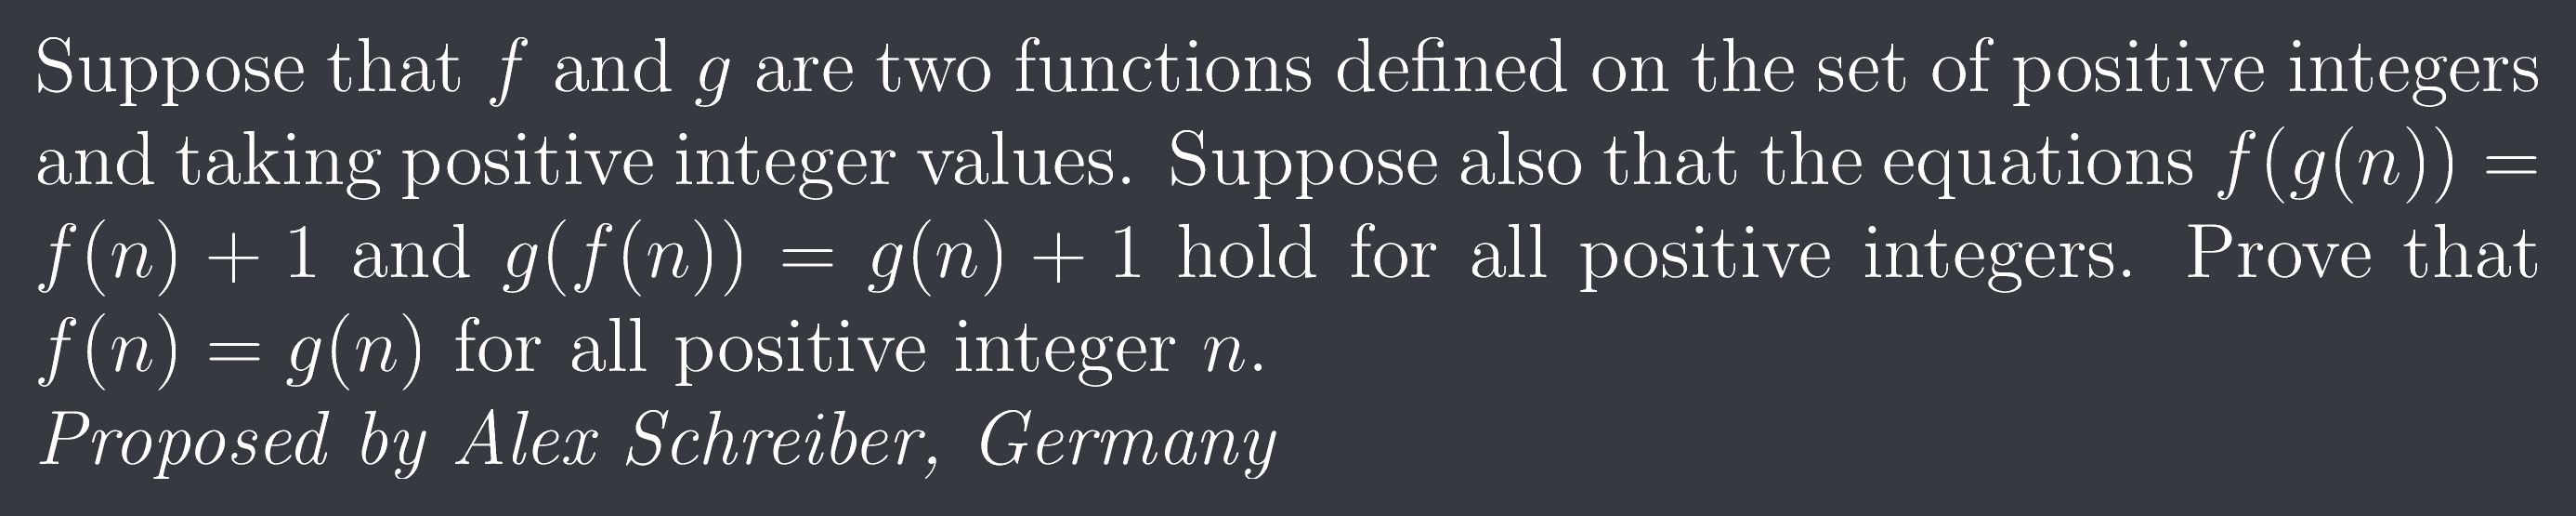 Suppose that f and g are two functions defined on the set of positive integers
and taking positive integer values. Suppose also that the equations f(g(n)) =
f(n) + 1 and g(f(n)) = g(n) + 1 hold for all positive integers. Prove that
f(n) = g(n) for all positive integer n.
Proposed by Alex Schreiber, Germany